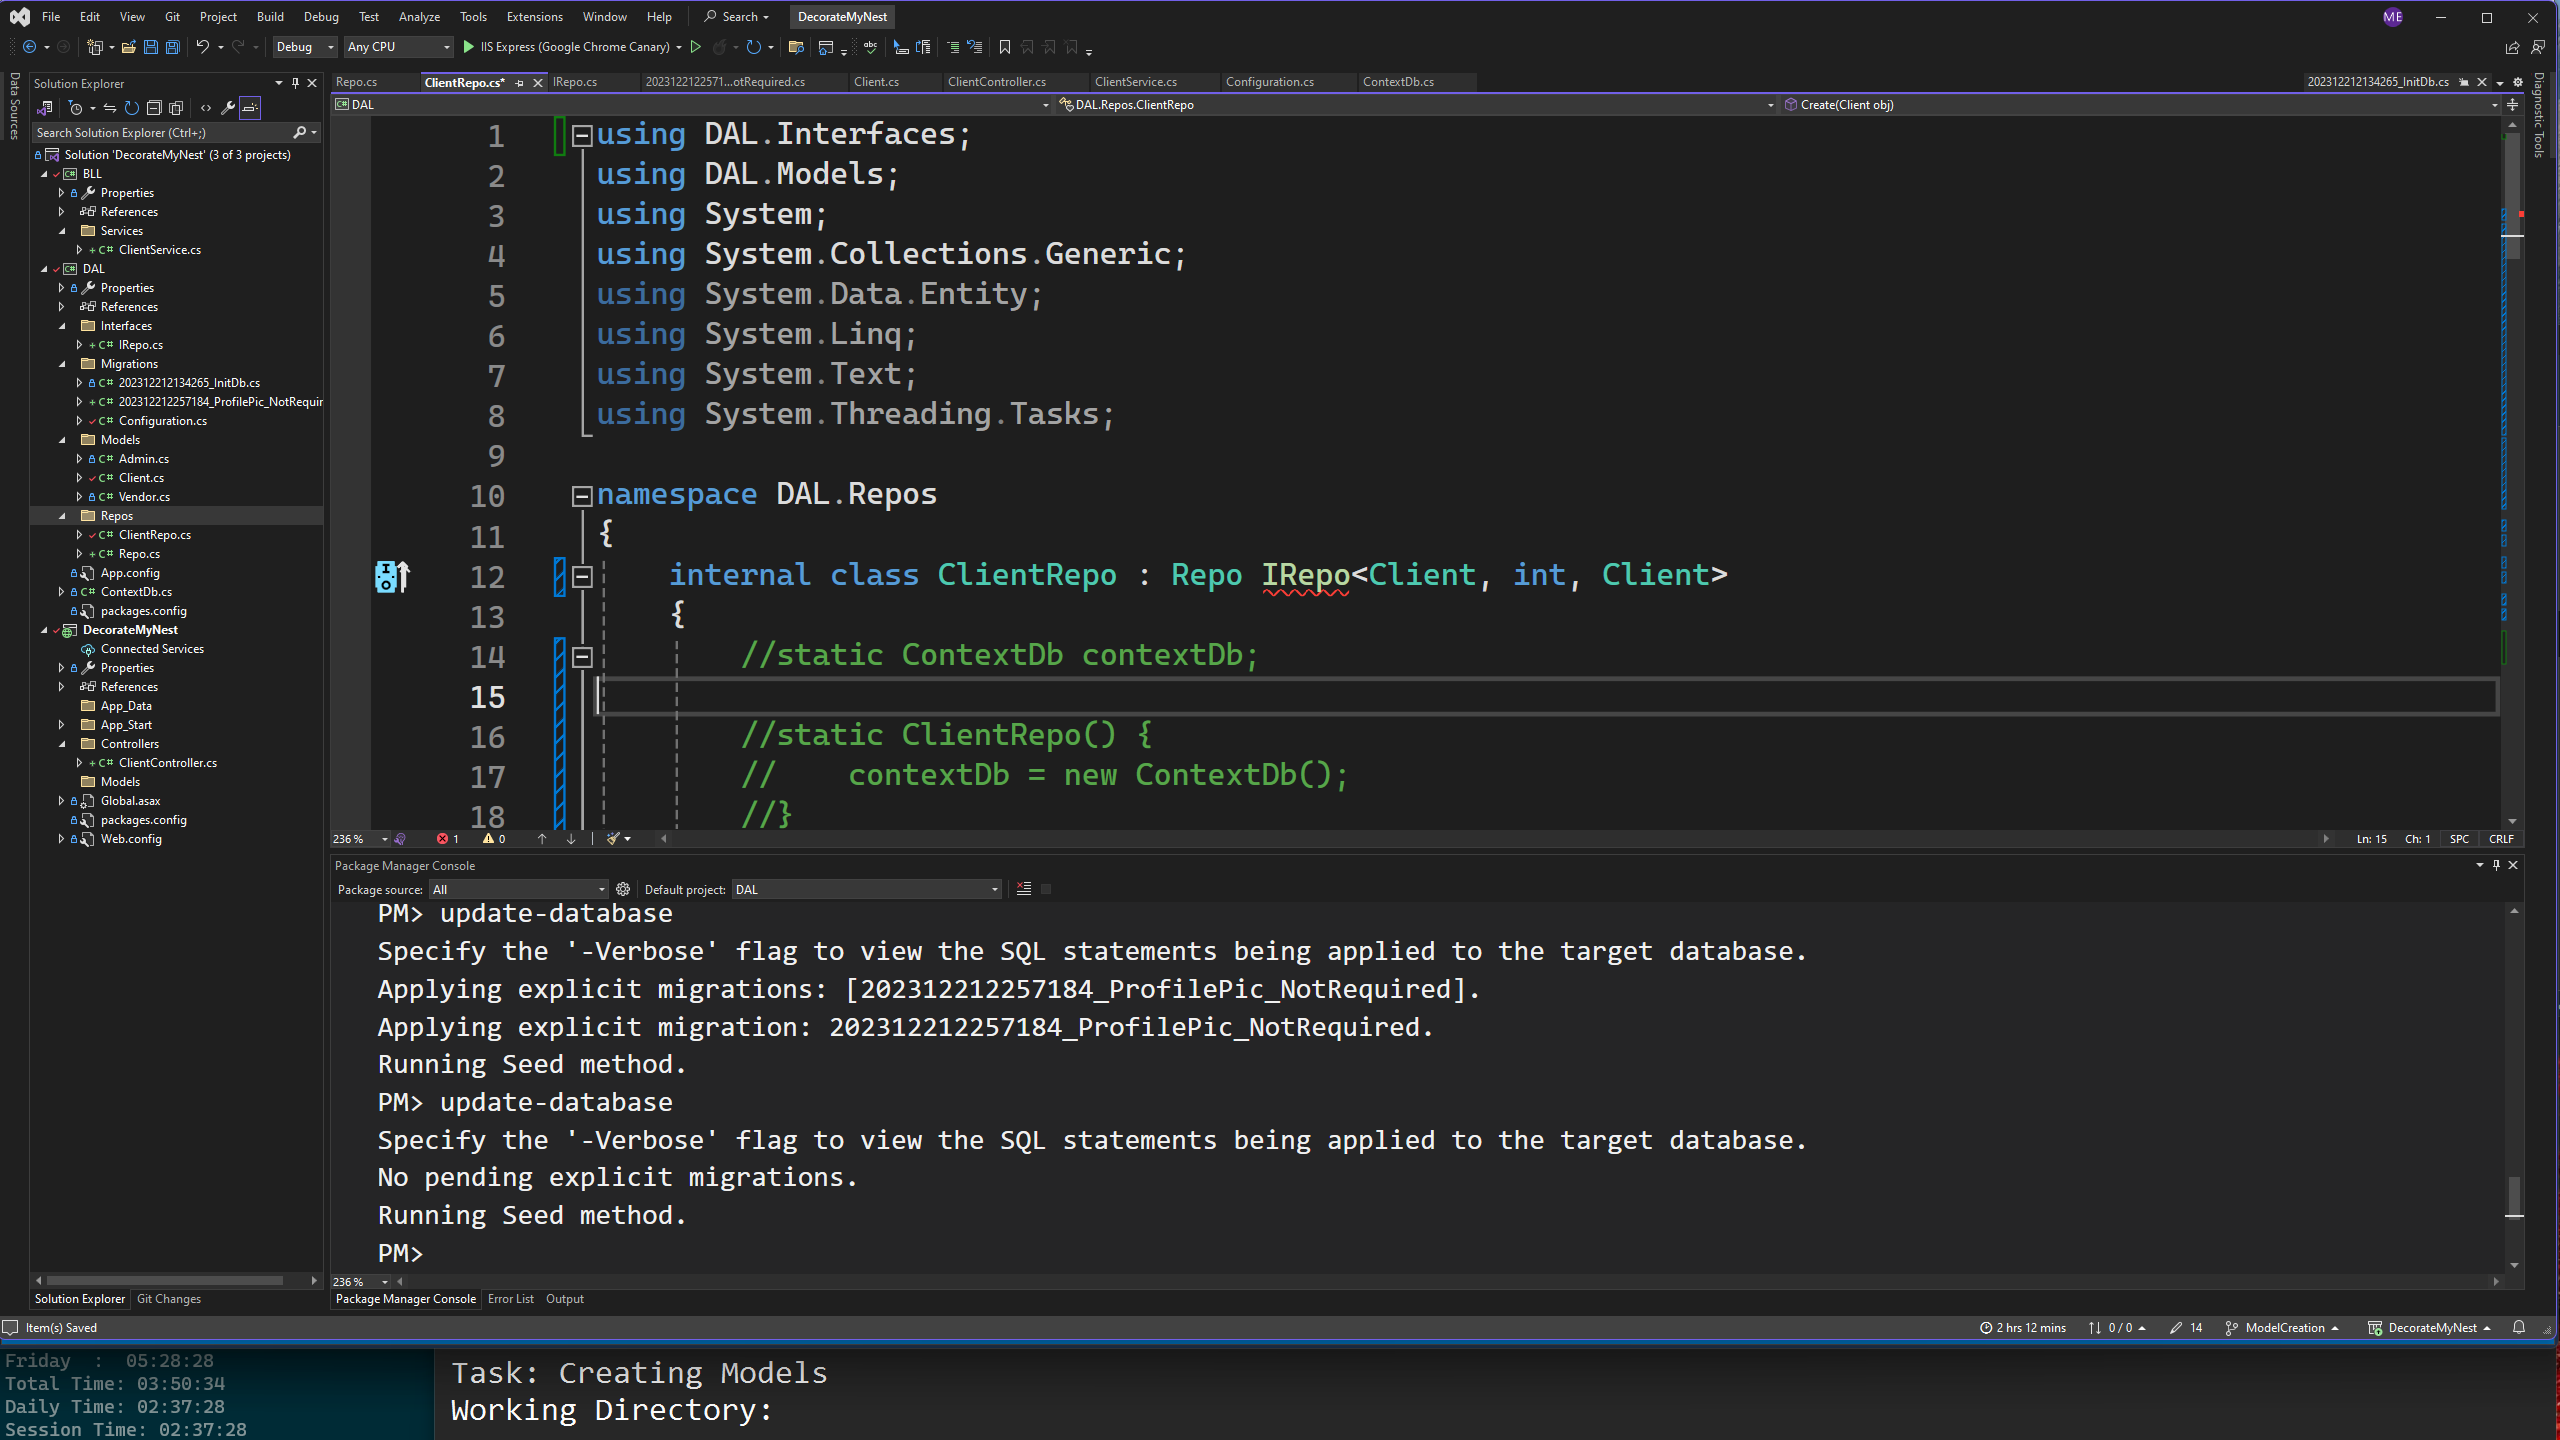 File Edit View Git Project Build Debug Test Analyze Tools Extensions Window Help Search DecorateMyNest ME
Debug Any CPU IIS Express (Google Chrome Canary)
Data Sources
Solution Explorer
Search Solution Explorer (Ctrl+;)
Solution 'DecorateMyNest' (3 of 3 projects)
BLL
Properties
References
Services
C# ClientService.cs
DAL
Properties
References
Interfaces
C# IRepo.cs
Migrations
C# 202312212134265_InitDb.cs
C# 202312212257184_ProfilePic_NotRequir
C# Configuration.cs
Models
C# Admin.cs
C# Client.cs
C# Vendor.cs
Repos
C# ClientRepo.cs
C# Repo.cs
App.config
C# ContextDb.cs
packages.config
DecorateMyNest
Connected Services
Properties
References
App_Data
App_Start
Controllers
C# ClientController.cs
Models
Global.asax
packages.config
Web.config
Solution Explorer Git Changes
Repo.cs ClientRepo.cs* IRepo.cs 2023122122571...otRequired.cs Client.cs ClientController.cs ClientService.cs Configuration.cs ContextDb.cs 202312212134265_InitDb.cs
DAL DAL.Repos.ClientRepo Create(Client obj)
Diagnostic Tools
1 using DAL.Interfaces;
2 using DAL.Models;
3 using System;
4 using System.Collections.Generic;
5 using System.Data.Entity;
6 using System.Linq;
7 using System.Text;
8 using System.Threading.Tasks;
9
10 namespace DAL.Repos
11 {
12 internal class ClientRepo : Repo IRepo<Client, int, Client>
13 {
14 //static ContextDb contextDb;
15
16 //static ClientRepo() {
17 // contextDb = new ContextDb();
18 //}
236 % 1 0 Ln: 15 Ch: 1 SPC CRLF
Package Manager Console
Package source: All Default project: DAL
PM> update-database
Specify the '-Verbose' flag to view the SQL statements being applied to the target database.
Applying explicit migrations: [202312212257184_ProfilePic_NotRequired].
Applying explicit migration: 202312212257184_ProfilePic_NotRequired.
Running Seed method.
PM> update-database
Specify the '-Verbose' flag to view the SQL statements being applied to the target database.
No pending explicit migrations.
Running Seed method.
PM>
236 %
Package Manager Console Error List Output
Item(s) Saved 2 hrs 12 mins 0 / 0 14 ModelCreation DecorateMyNest
Friday : 05:28:28
Total Time: 03:50:34
Daily Time: 02:37:28
Session Time: 02:37:28
Task: Creating Models
Working Directory: